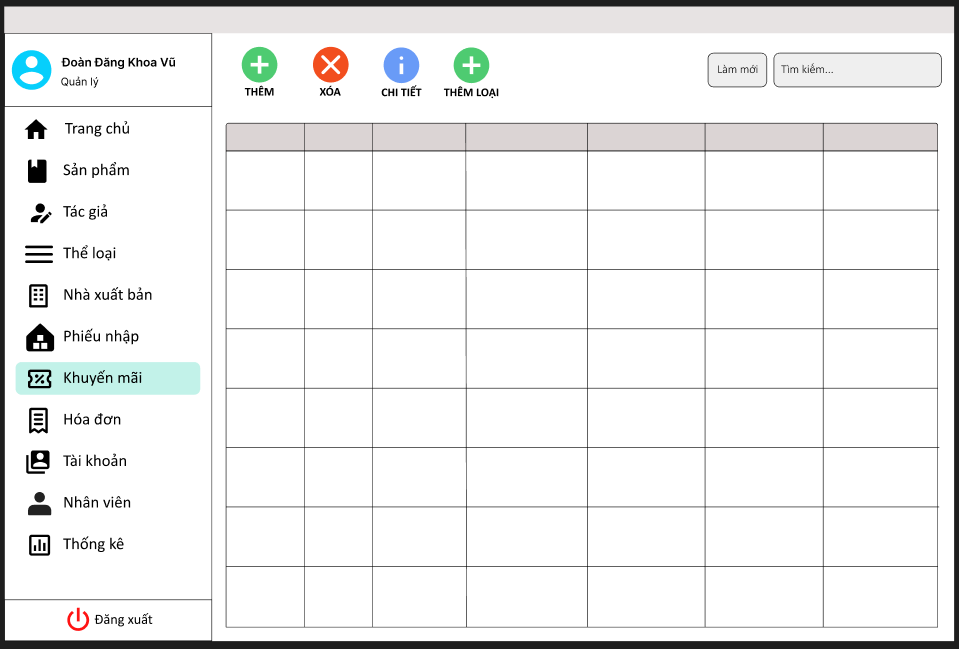 Đoàn Đăng Khoa Vũ
Quản lý
Trang chủ
Sản phẩm
Tác giả
Thể loại
Nhà xuất bản
Phiếu nhập
Khuyến mãi
Hóa đơn
Tài khoản
Nhân viên
Thống kê
Đăng xuất
THÊM
XÓA
CHI TIẾT
THÊM LOẠI
Làm mới
Tìm kiếm...